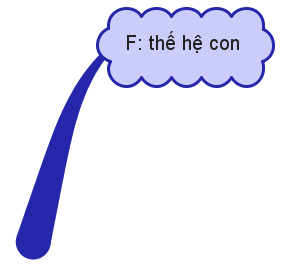 F: thế hệ con